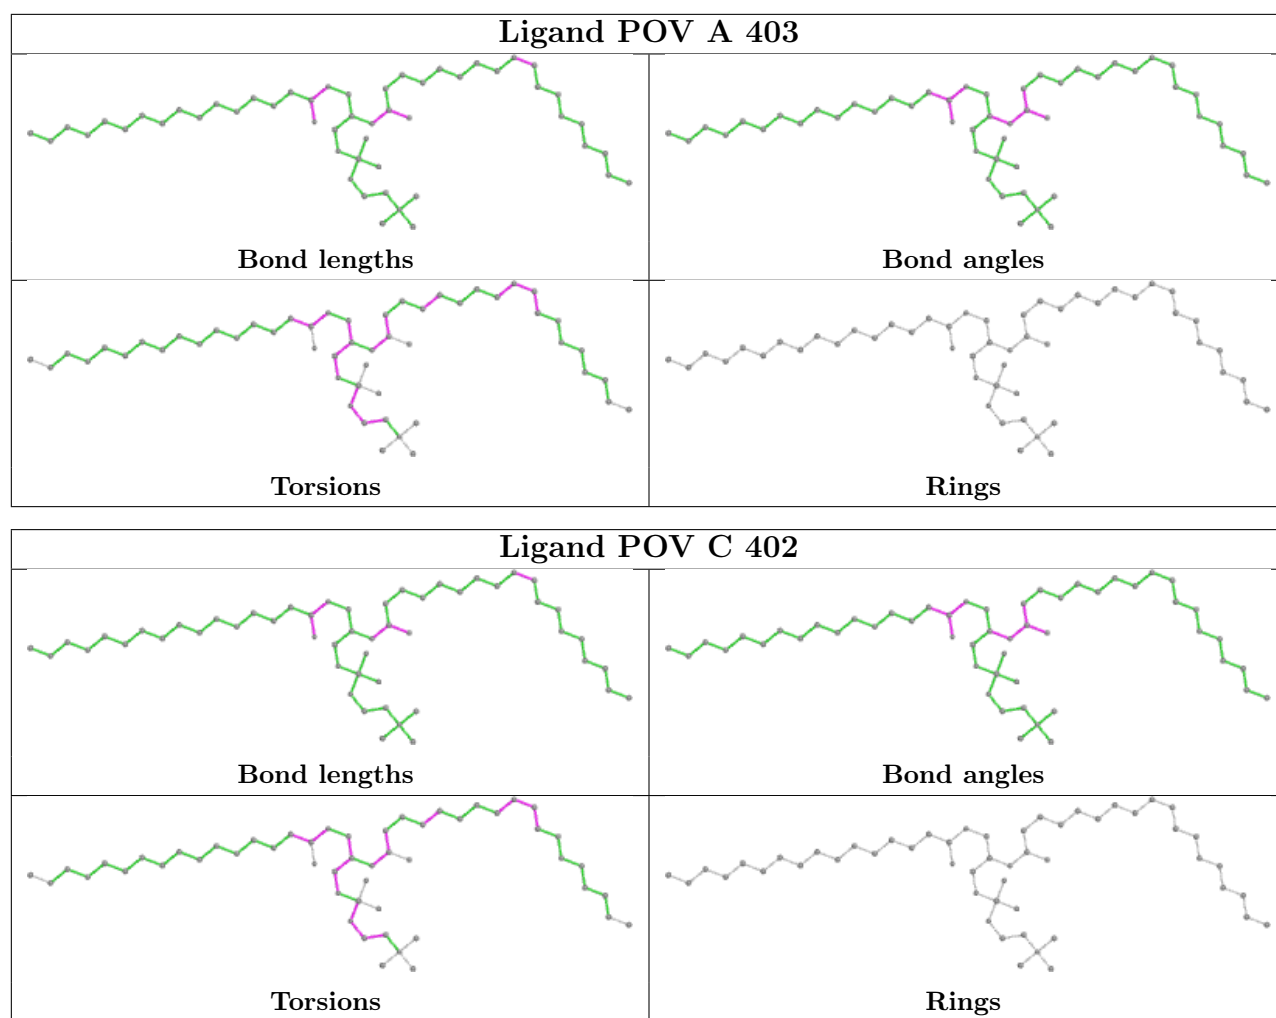 Ligand POV A 403
Bond lengths
Bond angles
Torsions
Rings
Ligand POV C 402
Bond lengths
Bond angles
Torsions
Rings